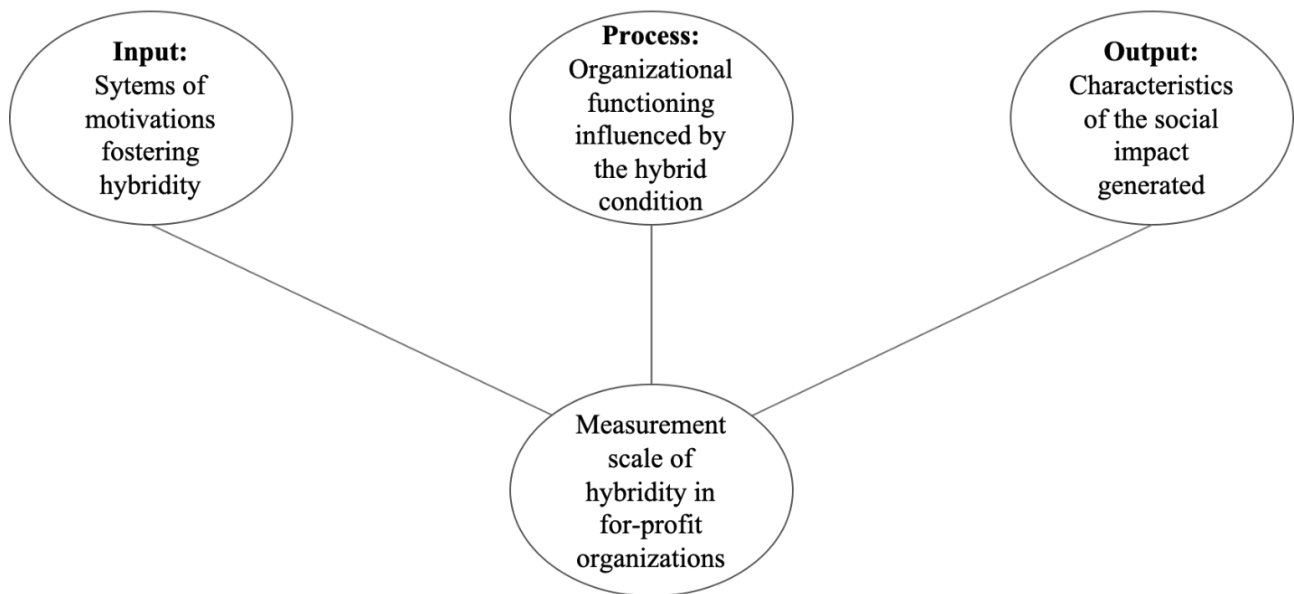 Input:
Sytems of
motivations
fostering
hybridity
Process:
Organizational
functioning
influenced by
the hybrid
condition
Output:
Characteristics
of the social
impact
generated
Measurement
scale of
hybridity in
for-profit
organizations